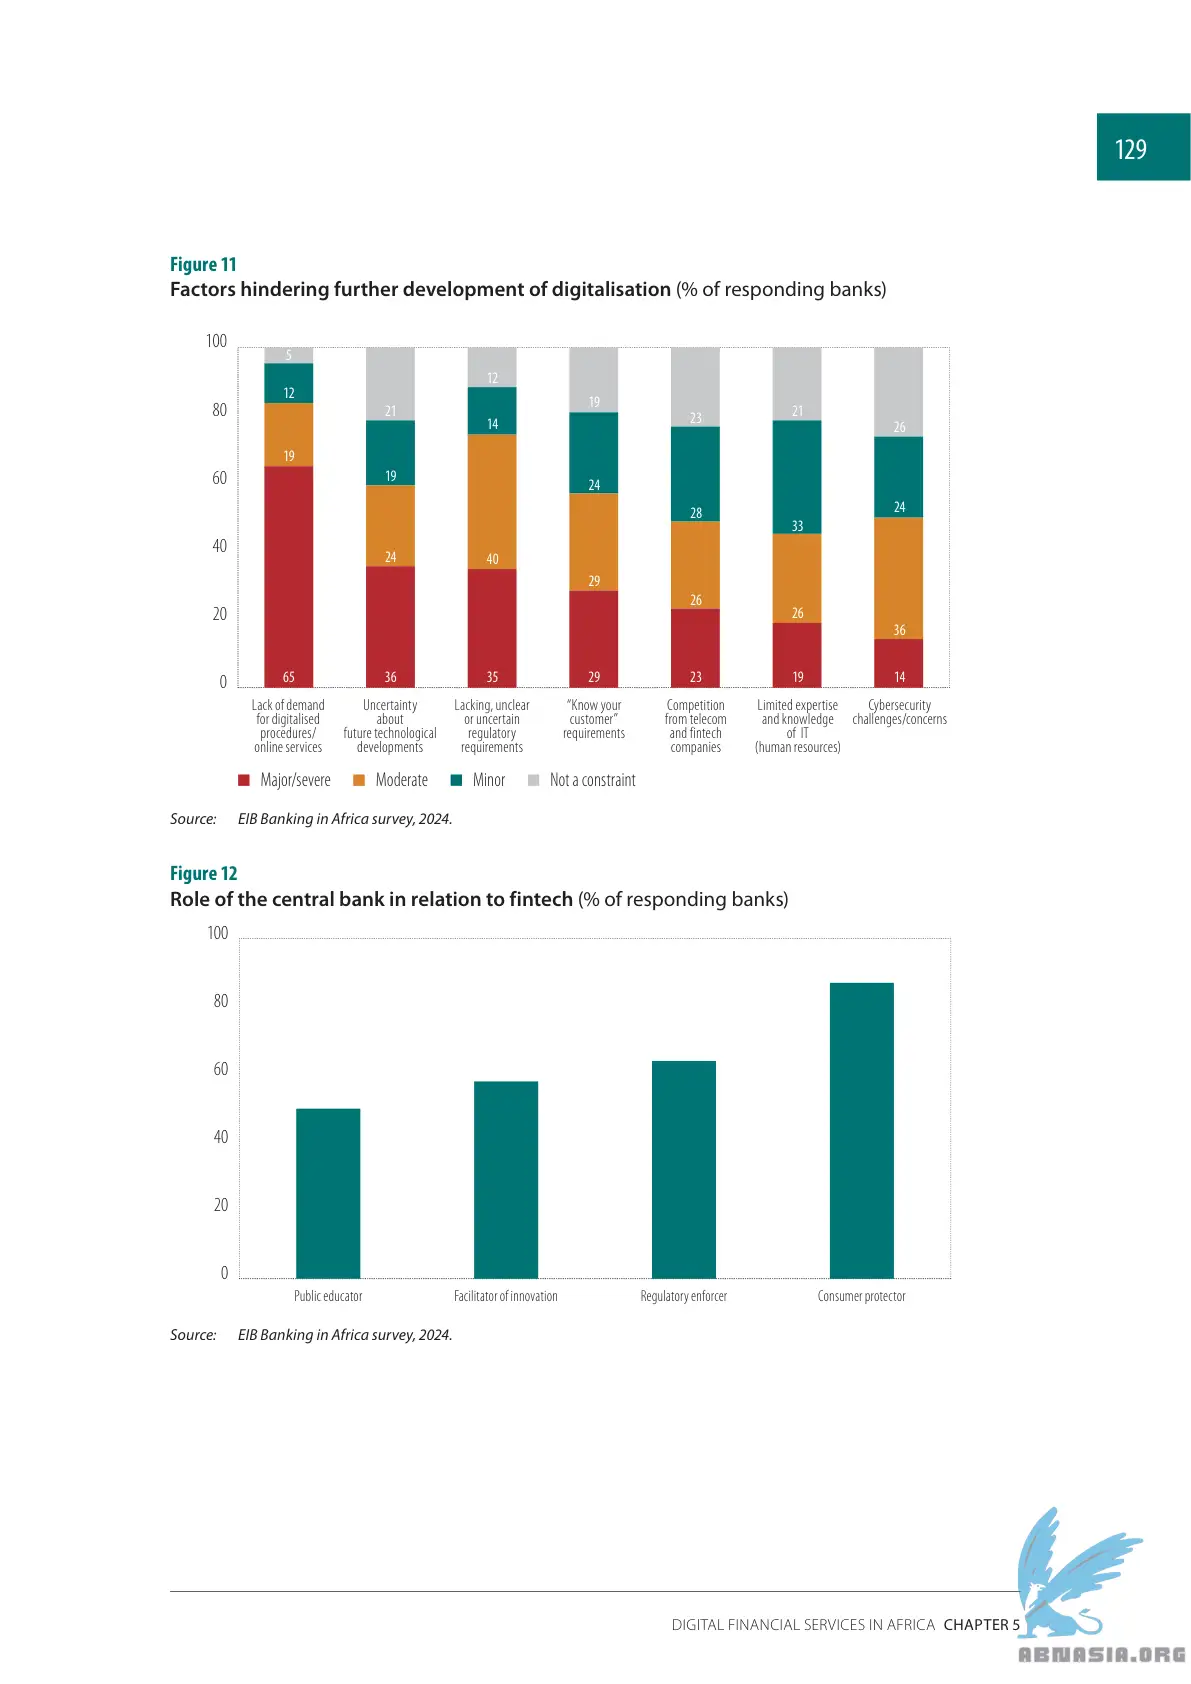 129
Figure 11
Factors hindering further development of digitalisation (% of responding banks)
100
80
60
40
20
0
5
12
19
65
21
19
24
36
12
14
40
35
19
24
29
29
23
28
26
23
21
33
26
19
26
24
36
14
Lack of demand
for digitalised
procedures/
online services
Uncertainty
about
future technological
developments
Lacking, unclear
or uncertain
regulatory
requirements
“Know your
customer”
requirements
Competition
from telecom
and fintech
companies
Limited expertise
and knowledge
of IT
(human resources)
Cybersecurity
challenges/concerns
Major/severe Moderate Minor Not a constraint
Source: EIB Banking in Africa survey, 2024.
Figure 12
Role of the central bank in relation to fintech (% of responding banks)
100
80
60
40
20
0
Public educator Facilitator of innovation Regulatory enforcer Consumer protector
Source: EIB Banking in Africa survey, 2024.
DIGITAL FINANCIAL SERVICES IN AFRICA CHAPTER 5
ABNASIA.ORG